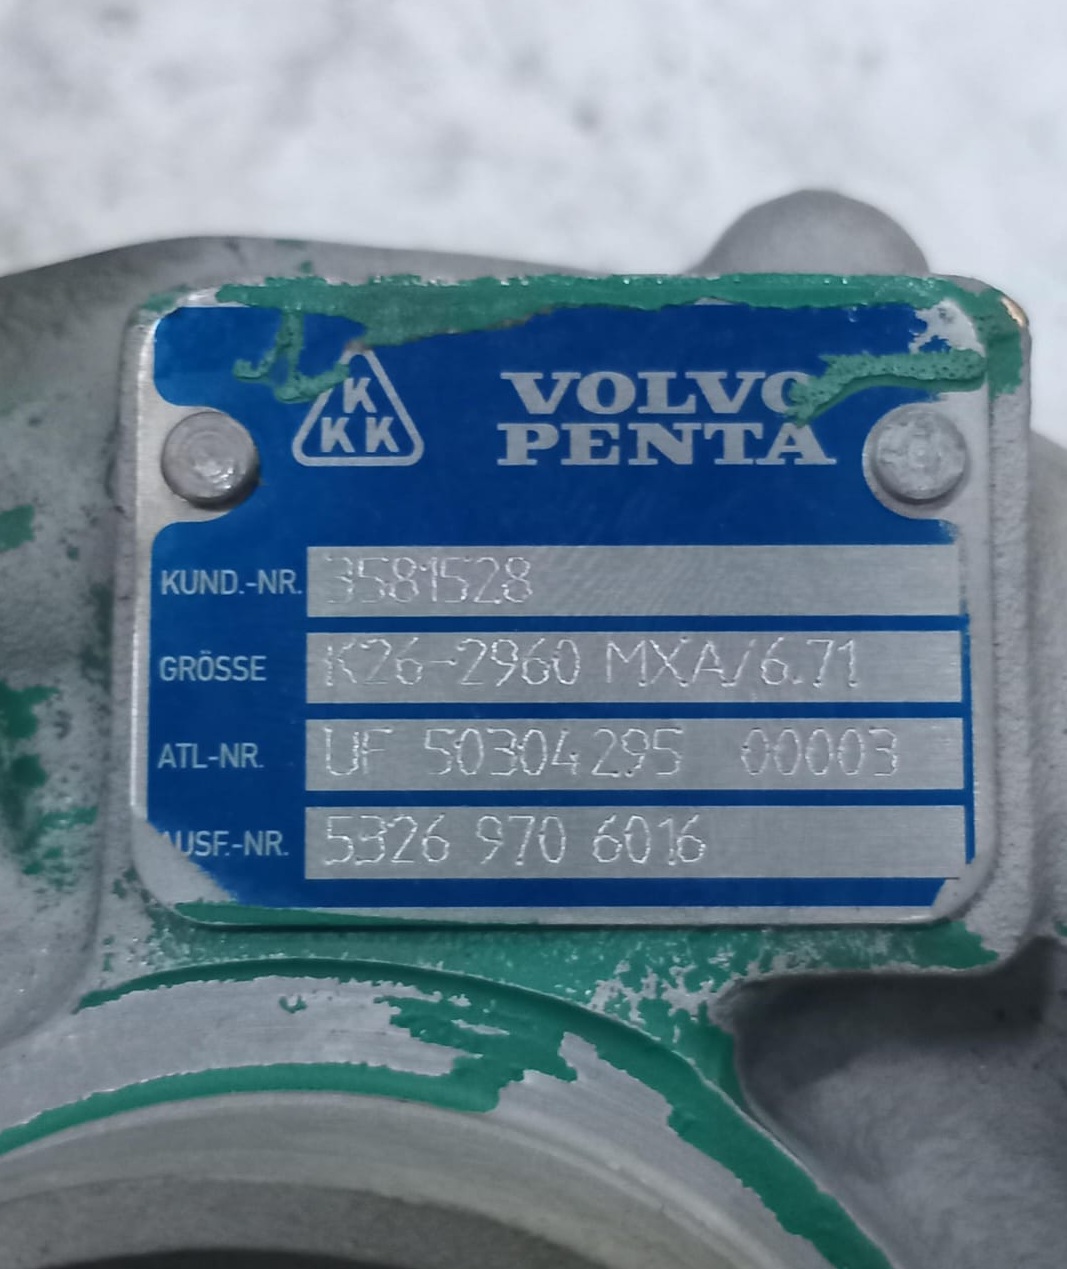 K
KK
VOLVO
PENTA
KUND.-NR. 3581528
GRÖSSE K26-2960 MXA/6.71
ATL-NR. UF 50304295 00003
AUSF.-NR. 5326 970 6016